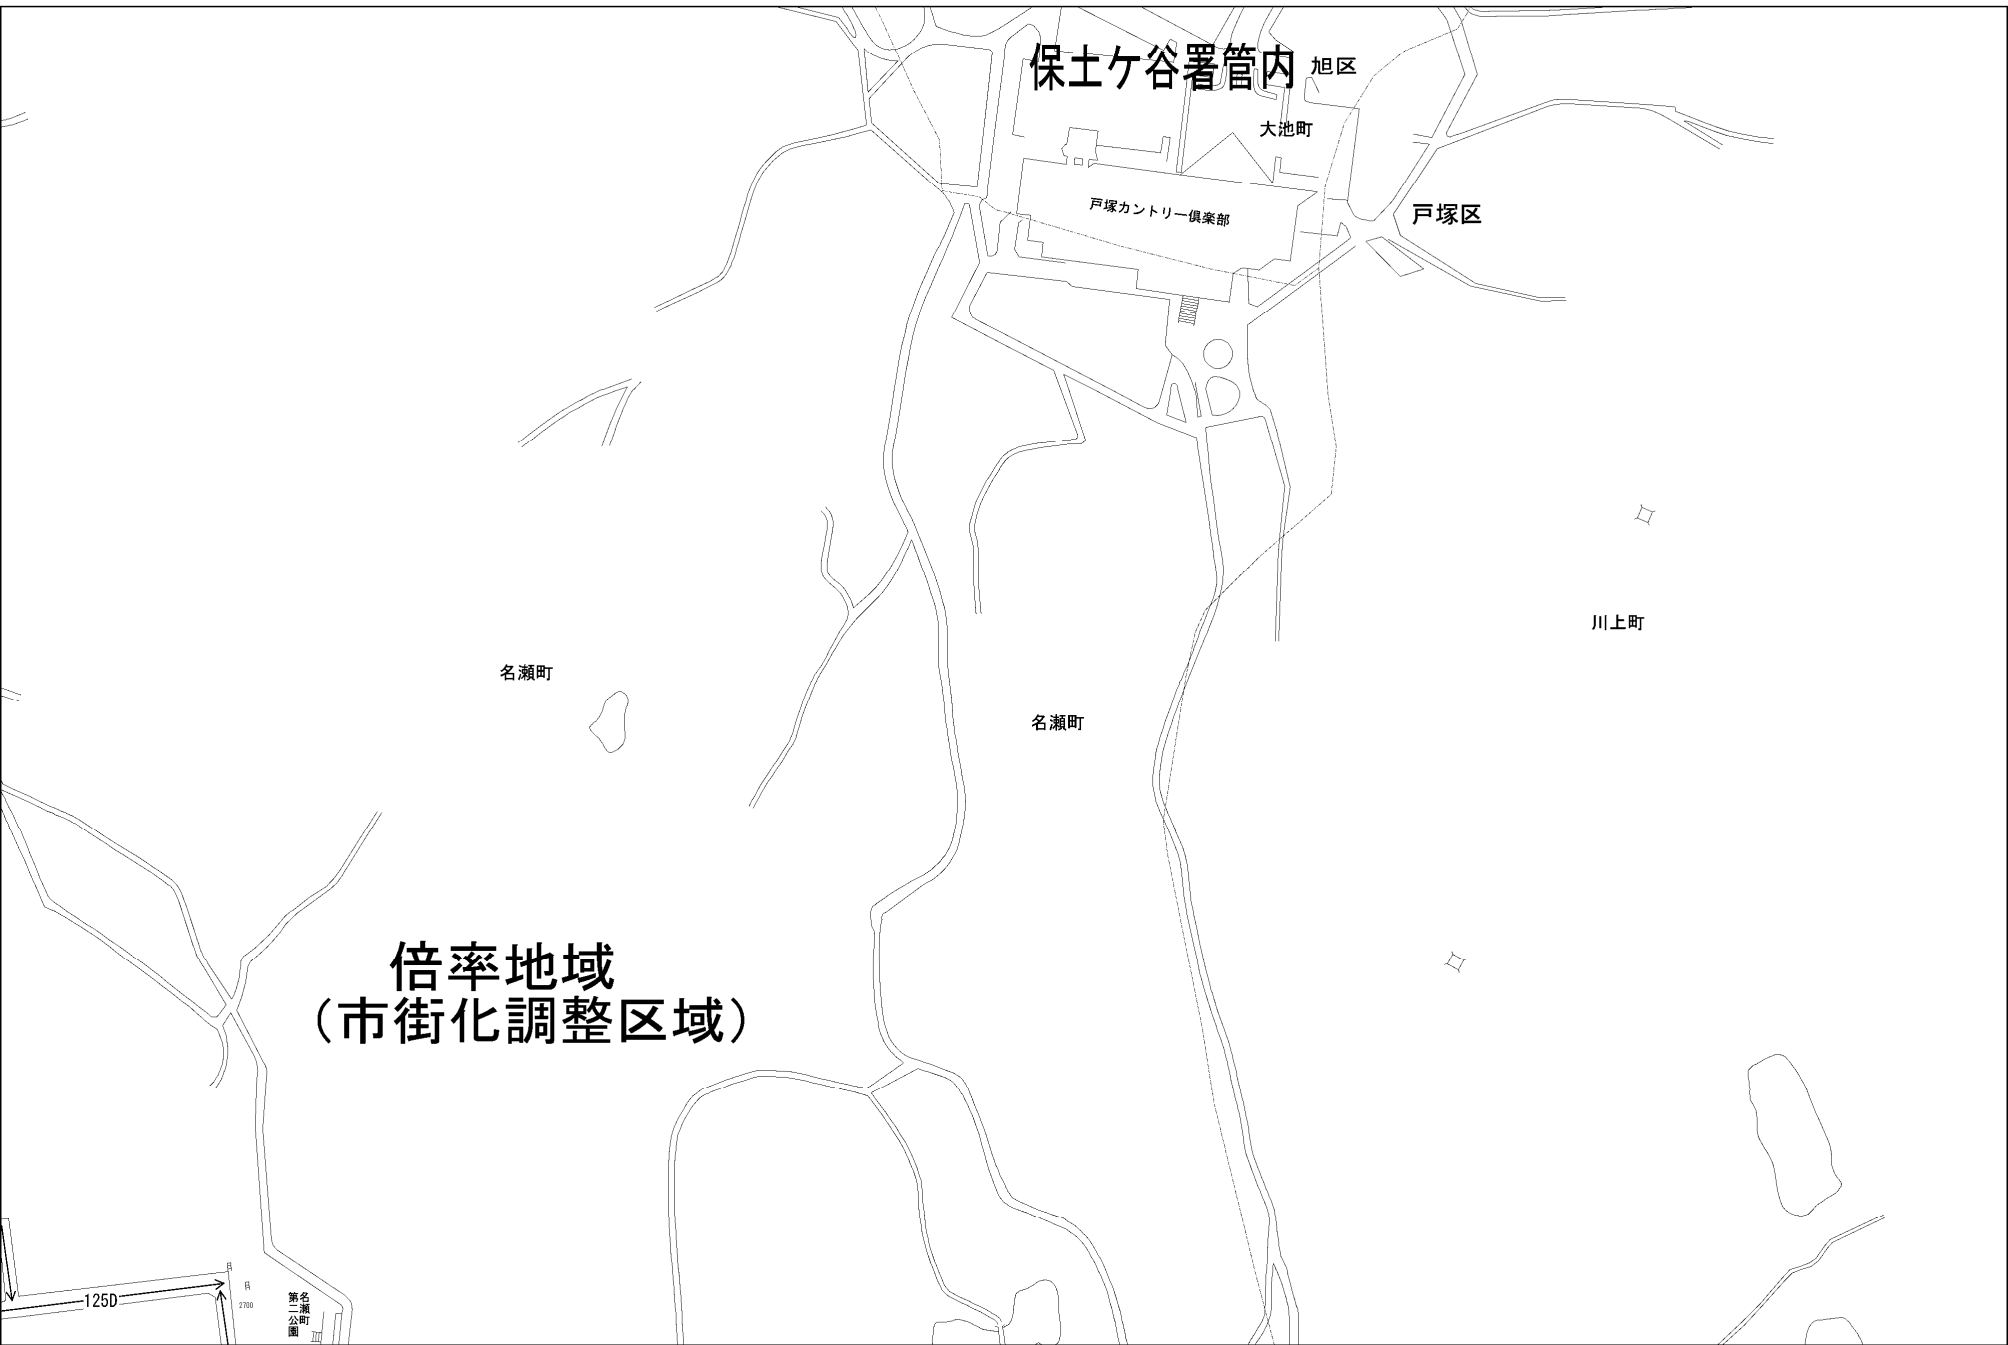 保土ケ谷署管内
旭区
大池町
戸塚カントリー倶楽部
戸塚区
川上町
名瀬町
名瀬町
倍率地域
（市街化調整区域）
125D
2700
名瀬町
第二公園